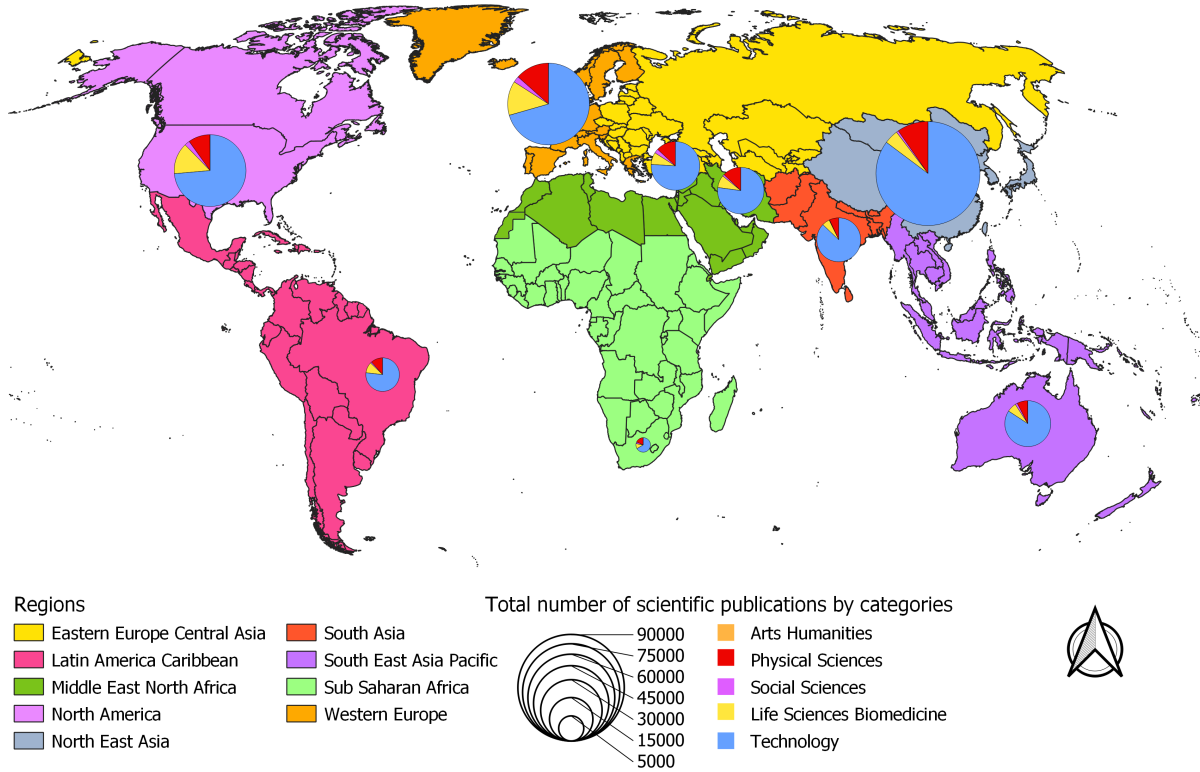 Regions
Eastern Europe Central Asia
Latin America Caribbean
Middle East North Africa
North America
North East Asia
South Asia
South East Asia Pacific
Sub Saharan Africa
Western Europe
Total number of scientific publications by categories
90000
75000
60000
45000
30000
15000
5000
Arts Humanities
Physical Sciences
Social Sciences
Life Sciences Biomedicine
Technology